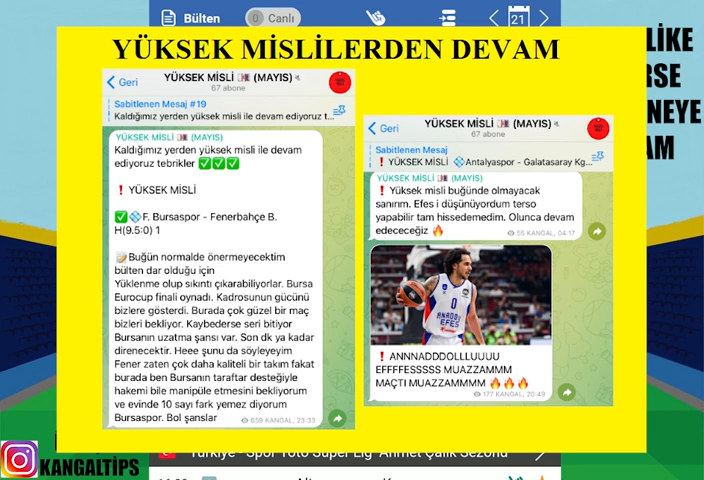 Bülten
0 Canlı
21
LİKE
RSE
NEYE
AM
YÜKSEK MİSLİLERDEN DEVAM
Geri
YÜKSEK MİSLİ (MAYIS)
67 abone
Sabitlenen Mesaj #19
Kaldığımız yerden yüksek misli ile devam ediyoruz t...
YÜKSEK MİSLİ (MAYIS)
Kaldığımız yerden yüksek misli ile devam
ediyoruz tebrikler ✅✅✅
❗ YÜKSEK MİSLİ
✅💠F. Bursaspor - Fenerbahçe B.
H(9.5:0) 1
📝Buğün normalde önermeyecektim
bülten dar olduğu için
Yüklenme olup sıkıntı çıkarabiliyorlar. Bursa
Eurocup finali oynadı. Kadrosunun gücünü
bizlere gösterdi. Burada çok güzel bir maç
bizleri bekliyor. Kaybederse seri bitiyor
Bursanın uzatma şansı var. Son dk ya kadar
direnecektir. Heee şunu da söyleyeyim
Fener zaten çok daha kaliteli bir takım fakat
burada ben Bursanın taraftar desteğiyle
hakemi bile manipüle etmesini bekliyorum
ve evinde 10 sayı fark yemez diyorum
Bursaspor. Bol şanslar
659 KANGAL, 23:33
Geri
YÜKSEK MİSLİ (MAYIS)
67 abone
Sabitlenen Mesaj
❗ YÜKSEK MİSLİ 💠Antalyaspor - Galatasaray Kg...
YÜKSEK MİSLİ (MAYIS)
❗ Yüksek misli buğünde olmayacak
sanırım. Efes i düşünüyordum terso
yapabilir tam hissedemedim. Olunca devam
edececeğiz 🔥
55 KANGAL, 04:17
0
ANADOLU
EFES
❗ ANNNADDDOLLLUUUU
EFFFFESSSSS MUAZZAMMM
MAÇTI MUAZZAMMMM 🔥🔥🔥
177 KANGAL, 20:49
Türkiye - Spor Toto Süper Lig Ahmet Çalık Sezonu
KANGALTİPS